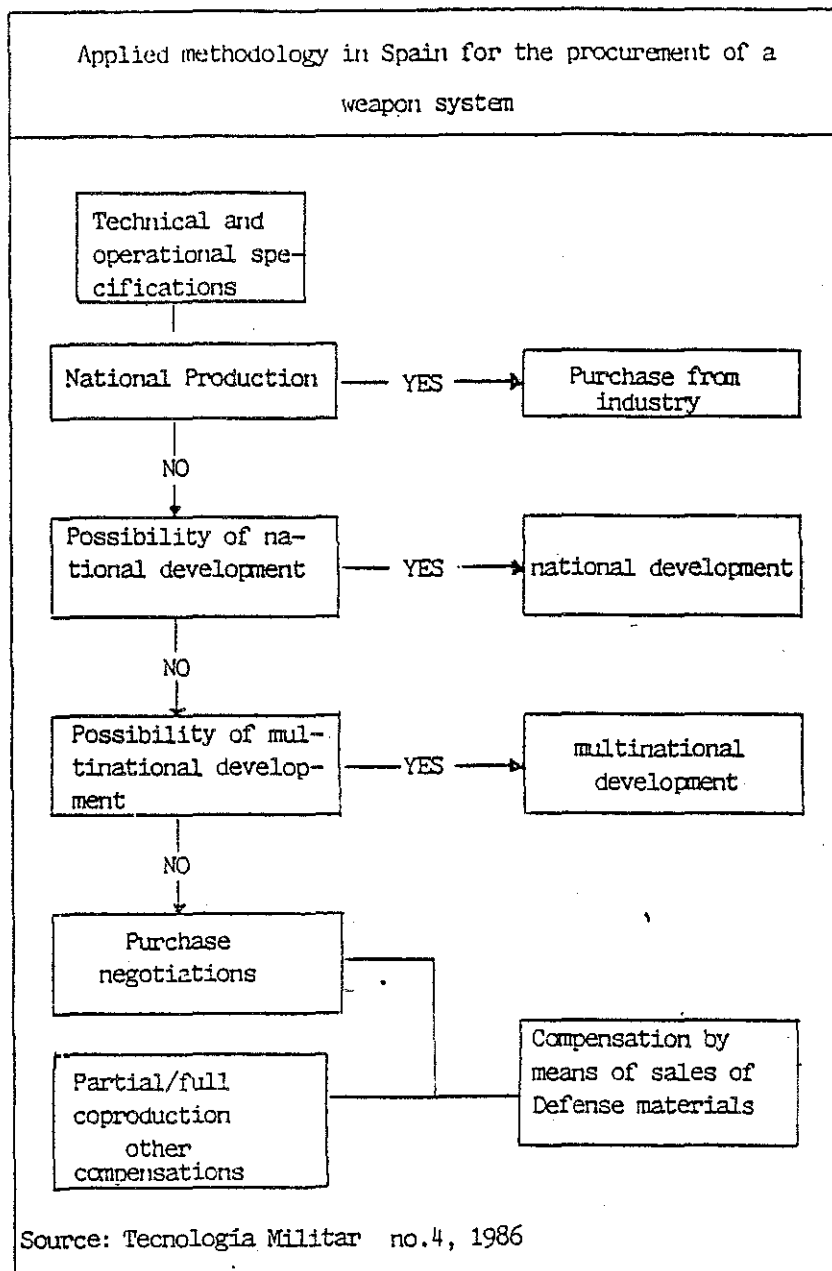 Applied methodology in Spain for the procurement of a
weapon system
Technical and
operational spe-
cifications
National Production
YES
Purchase from
industry
NO
Possibility of na-
tional development
YES
national development
NO
Possibility of mul-
tinational develop-
ment
YES
multinational
development
NO
Purchase
negotiations
Partial/full
coproduction
other
compensations
Compensation by
means of sales of
Defense materials
Source: Tecnología Militar no.4, 1986